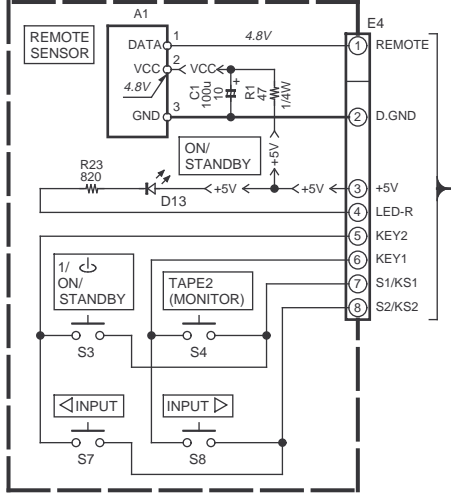 A1
E4
REMOTE
SENSOR
DATA
1
4.8V
1
REMOTE
VCC
2
VCC
4.8V
C1
100u
10
+
R1
47
1/4W
GND
3
2
D.GND
ON/
STANDBY
+5V
R23
820
D13
+5V
+5V
3
+5V
4
LED-R
5
KEY2
6
KEY1
7
S1/KS1
8
S2/KS2
1/ ⏻
ON/
STANDBY
TAPE2
(MONITOR)
S3
S4
◁ INPUT
INPUT ▷
S7
S8